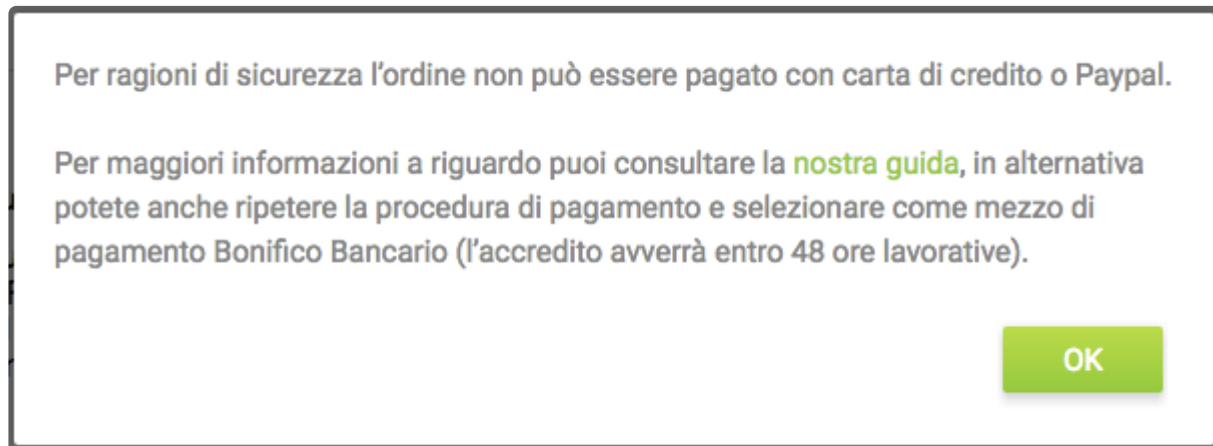 Per ragioni di sicurezza l'ordine non può essere pagato con carta di credito o Paypal.
Per maggiori informazioni a riguardo puoi consultare la nostra guida, in alternativa
potete anche ripetere la procedura di pagamento e selezionare come mezzo di
pagamento Bonifico Bancario (l'accredito avverrà entro 48 ore lavorative).
OK